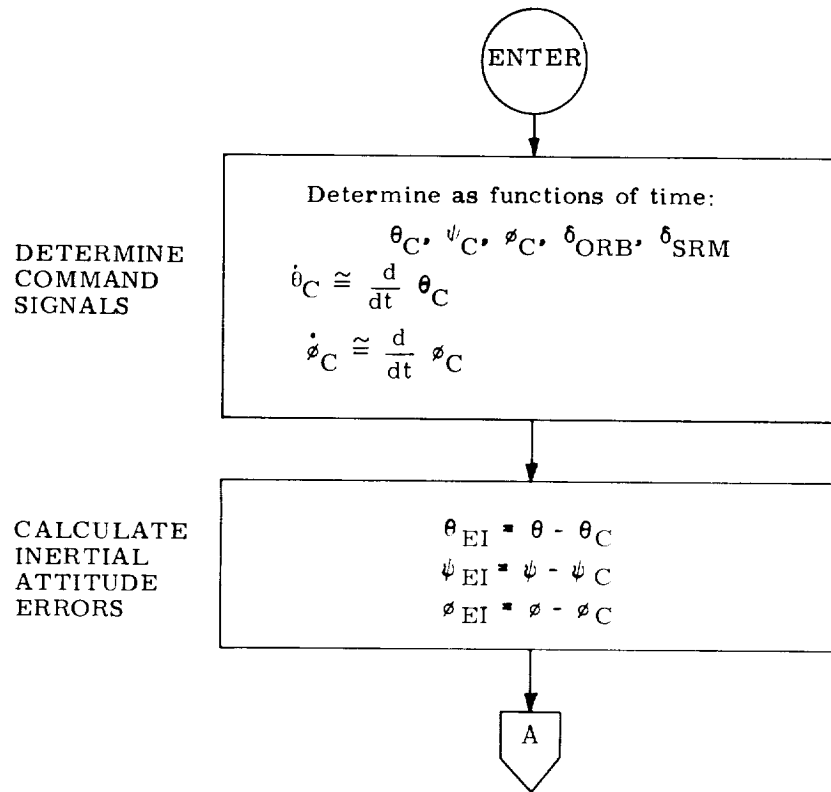 ENTER
DETERMINE
COMMAND
SIGNALS
Determine as functions of time:
θ_C, ψ_C, ø_C, δ_ORB, δ_SRM
θ̇_C ≅ d/dt θ_C
ø̇_C ≅ d/dt ø_C
CALCULATE
INERTIAL
ATTITUDE
ERRORS
θ_EI = θ - θ_C
ψ_EI = ψ - ψ_C
ø_EI = ø - ø_C
A